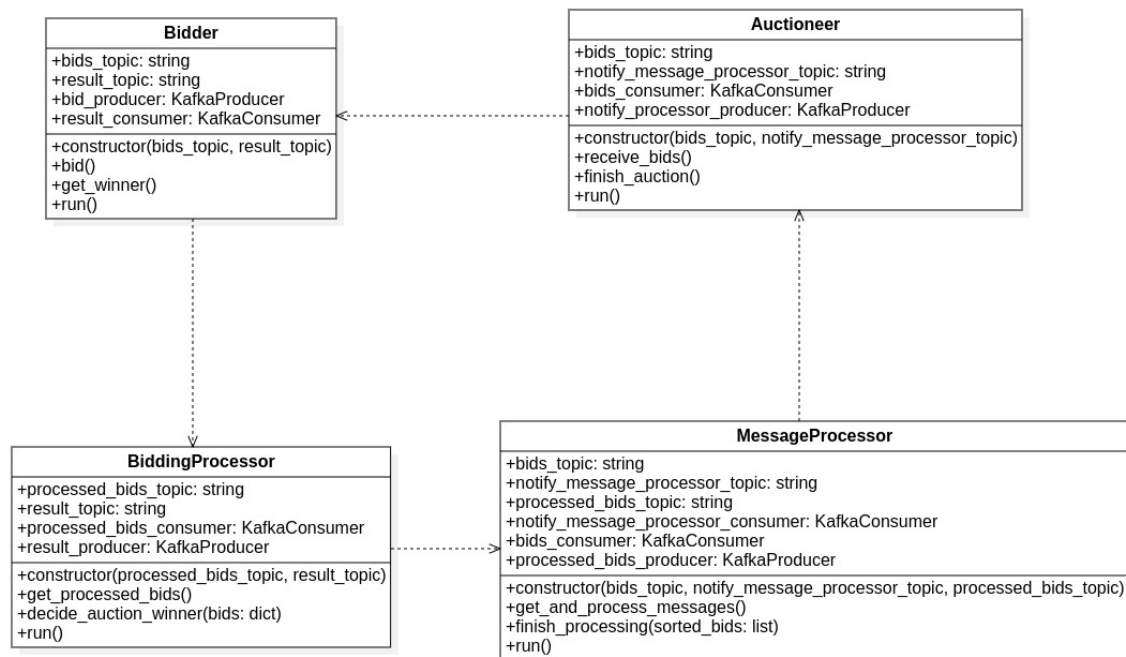 Bidder
+bids_topic: string
+result_topic: string
+bid_producer: KafkaProducer
+result_consumer: KafkaConsumer
+constructor(bids_topic, result_topic)
+bid()
+get_winner()
+run()
Auctioneer
+bids_topic: string
+notify_message_processor_topic: string
+bids_consumer: KafkaConsumer
+notify_processor_producer: KafkaProducer
+constructor(bids_topic, notify_message_processor_topic)
+receive_bids()
+finish_auction()
+run()
BiddingProcessor
+processed_bids_topic: string
+result_topic: string
+processed_bids_consumer: KafkaConsumer
+result_producer: KafkaProducer
+constructor(processed_bids_topic, result_topic)
+get_processed_bids()
+decide_auction_winner(bids: dict)
+run()
MessageProcessor
+bids_topic: string
+notify_message_processor_topic: string
+processed_bids_topic: string
+notify_message_processor_consumer: KafkaConsumer
+bids_consumer: KafkaConsumer
+processed_bids_producer: KafkaProducer
+constructor(bids_topic, notify_message_processor_topic, processed_bids_topic)
+get_and_process_messages()
+finish_processing(sorted_bids: list)
+run()